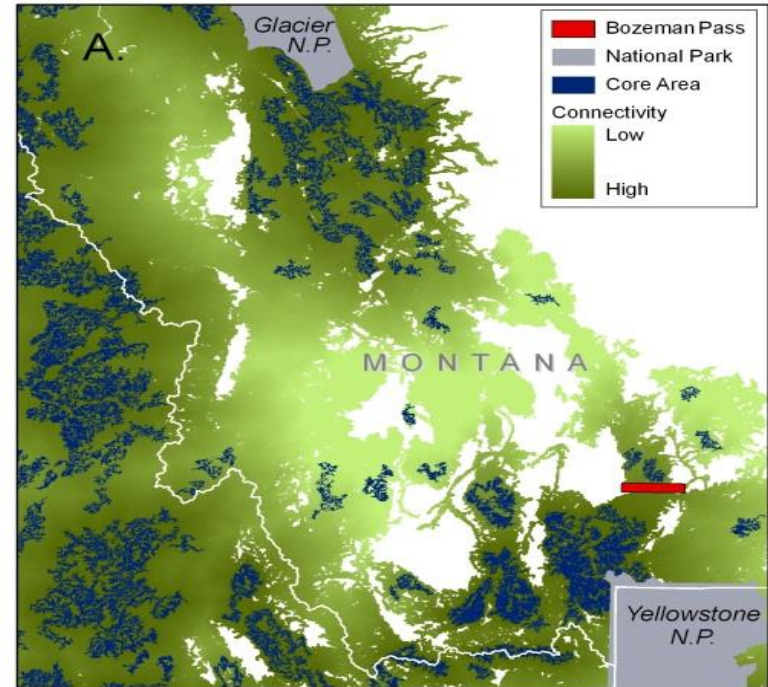 A.
Glacier
N.P.
Bozeman Pass
National Park
Core Area
Connectivity
Low
High
MONTANA
Yellowstone
N.P.